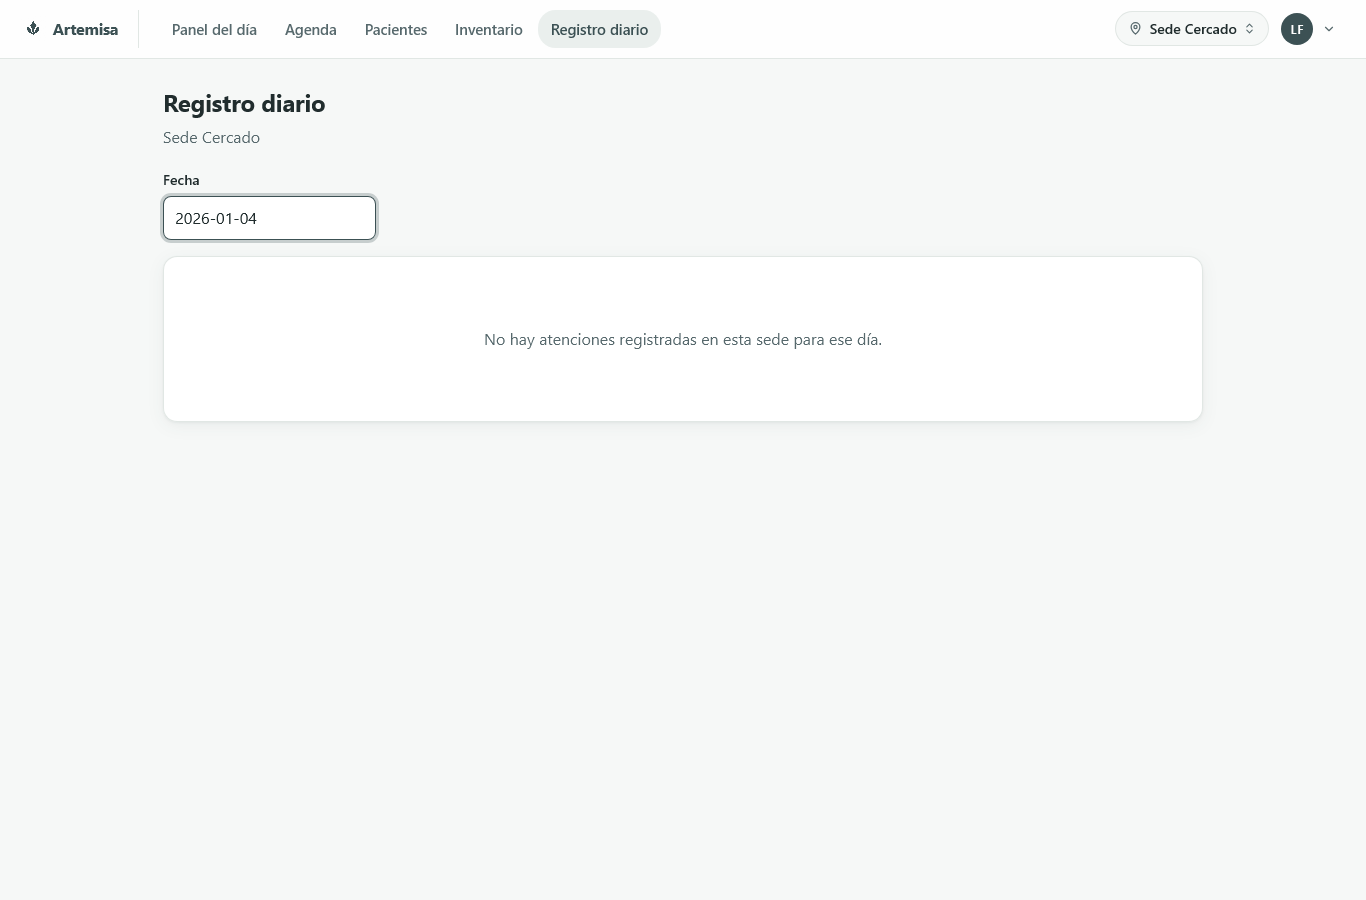 Artemisa
Panel del día
Agenda
Pacientes
Inventario
Registro diario
Sede Cercado
LF
Registro diario
Sede Cercado
Fecha
2026-01-04
No hay atenciones registradas en esta sede para ese día.